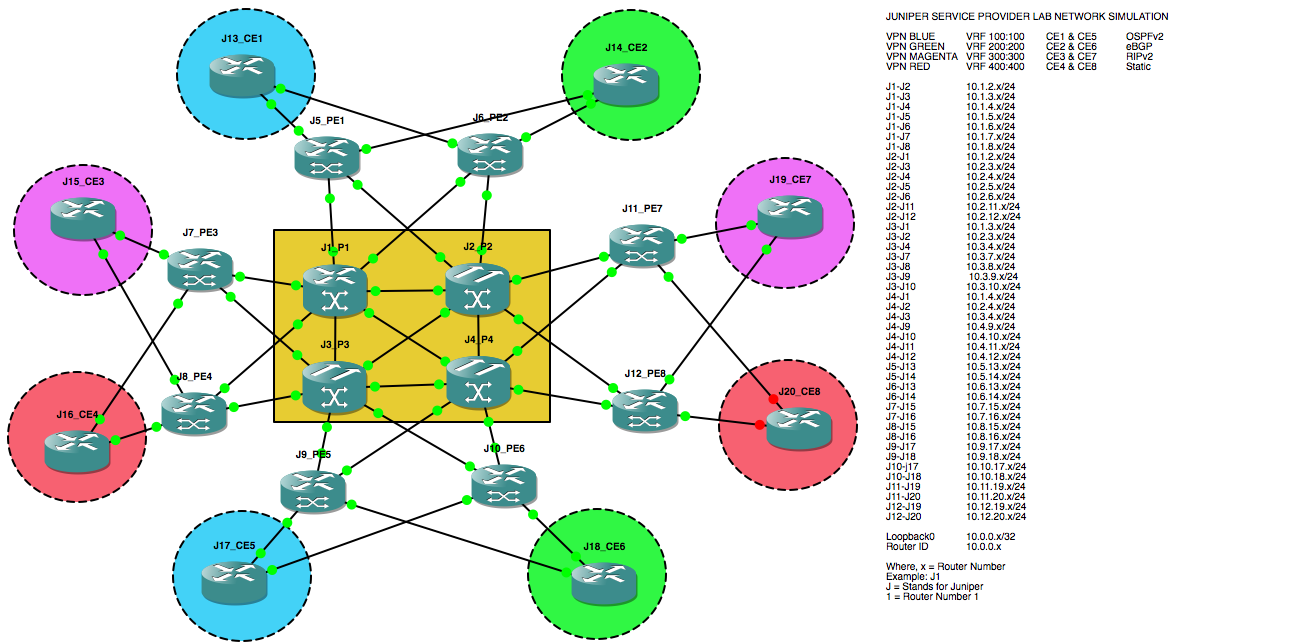 J13_CE1
J14_CE2
J5_PE1
J6_PE2
J15_CE3
J19_CE7
J11_PE7
J7_PE3
J1_P1
J2_P2
J3_P3
J4_P4
J8_PE4
J12_PE8
J20_CE8
J16_CE4
J9_PE5
J10_PE6
J17_CE5
J18_CE6
JUNIPER SERVICE PROVIDER LAB NETWORK SIMULATION
VPN BLUE VRF 100:100 CE1 & CE5 OSPFv2
VPN GREEN VRF 200:200 CE2 & CE6 eBGP
VPN MAGENTA VRF 300:300 CE3 & CE7 RIPv2
VPN RED VRF 400:400 CE4 & CE8 Static
J1-J2 10.1.2.x/24
J1-J3 10.1.3.x/24
J1-J4 10.1.4.x/24
J1-J5 10.1.5.x/24
J1-J6 10.1.6.x/24
J1-J7 10.1.7.x/24
J1-J8 10.1.8.x/24
J2-J1 10.1.2.x/24
J2-J3 10.2.3.x/24
J2-J4 10.2.4.x/24
J2-J5 10.2.5.x/24
J2-J6 10.2.6.x/24
J2-J11 10.2.11.x/24
J2-J12 10.2.12.x/24
J3-J1 10.1.3.x/24
J3-J2 10.2.3.x/24
J3-J4 10.3.4.x/24
J3-J7 10.3.7.x/24
J3-J8 10.3.8.x/24
J3-J9 10.3.9.x/24
J3-J10 10.3.10.x/24
J4-J1 10.1.4.x/24
J4-J2 10.2.4.x/24
J4-J3 10.3.4.x/24
J4-J9 10.4.9.x/24
J4-J10 10.4.10.x/24
J4-J11 10.4.11.x/24
J4-J12 10.4.12.x/24
J5-J13 10.5.13.x/24
J5-J14 10.5.14.x/24
J6-J13 10.6.13.x/24
J6-J14 10.6.14.x/24
J7-J15 10.7.15.x/24
J7-J16 10.7.16.x/24
J8-J15 10.8.15.x/24
J8-J16 10.8.16.x/24
J9-J17 10.9.17.x/24
J9-J18 10.9.18.x/24
J10-j17 10.10.17.x/24
J10-J18 10.10.18.x/24
J11-J19 10.11.19.x/24
J11-J20 10.11.20.x/24
J12-J19 10.12.19.x/24
J12-J20 10.12.20.x/24
Loopback0 10.0.0.x/32
Router ID 10.0.0.x
Where, x = Router Number
Example: J1
J = Stands for Juniper
1 = Router Number 1